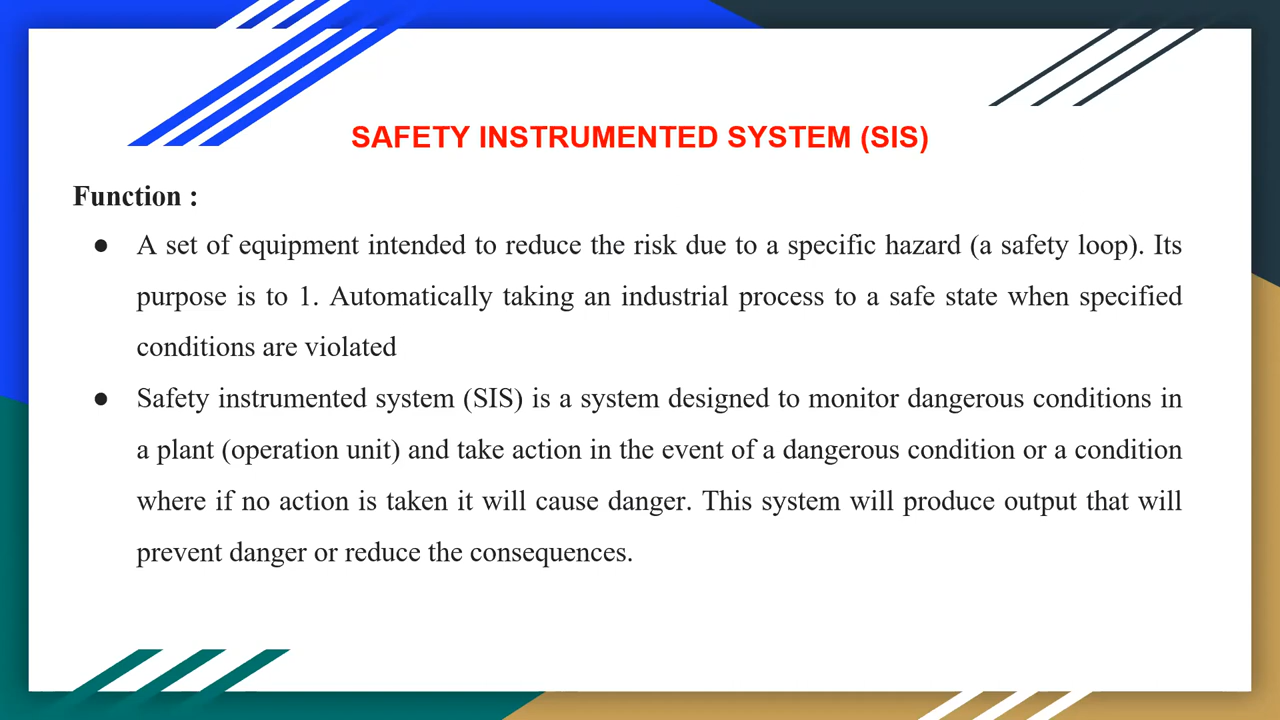 SAFETY INSTRUMENTED SYSTEM (SIS)
Function :
● A set of equipment intended to reduce the risk due to a specific hazard (a safety loop). Its
purpose is to 1. Automatically taking an industrial process to a safe state when specified
conditions are violated
● Safety instrumented system (SIS) is a system designed to monitor dangerous conditions in
a plant (operation unit) and take action in the event of a dangerous condition or a condition
where if no action is taken it will cause danger. This system will produce output that will
prevent danger or reduce the consequences.